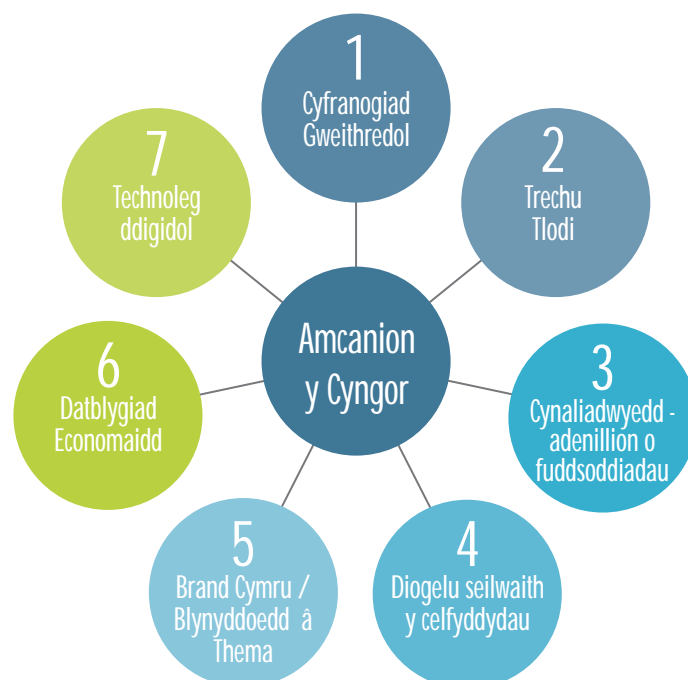 1
Cyfranogiad
Gweithredol
2
Trechu
Tlodi
3
Cynaliadwyedd -
adenillion o
fuddsoddiadau
4
Diogelu seilwaith
y celfyddydau
5
Brand Cymru /
Blynyddoedd â
Thema
6
Datblygiad
Economaidd
7
Technoleg
ddigidol
Amcanion
y Cyngor